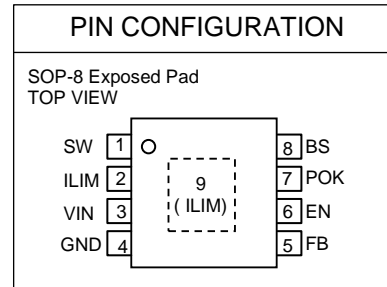 PIN CONFIGURATION
SOP-8 Exposed Pad
TOP VIEW
SW 1 8 BS
ILIM 2 9 7 POK
VIN 3 ( ILIM) 6 EN
GND 4 5 FB